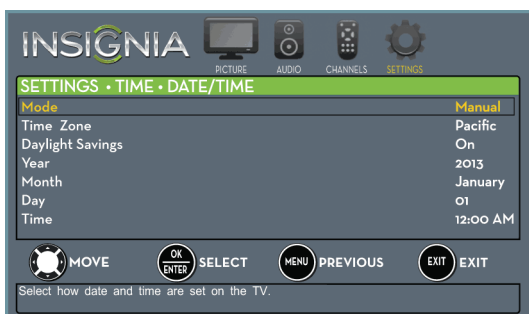 INSIGNIA
PICTURE AUDIO CHANNELS SETTINGS
SETTINGS • TIME • DATE/TIME
Mode Manual
Time Zone Pacific
Daylight Savings On
Year 2013
Month January
Day 01
Time 12:00 AM
MOVE OK ENTER SELECT MENU PREVIOUS EXIT EXIT
Select how date and time are set on the TV.